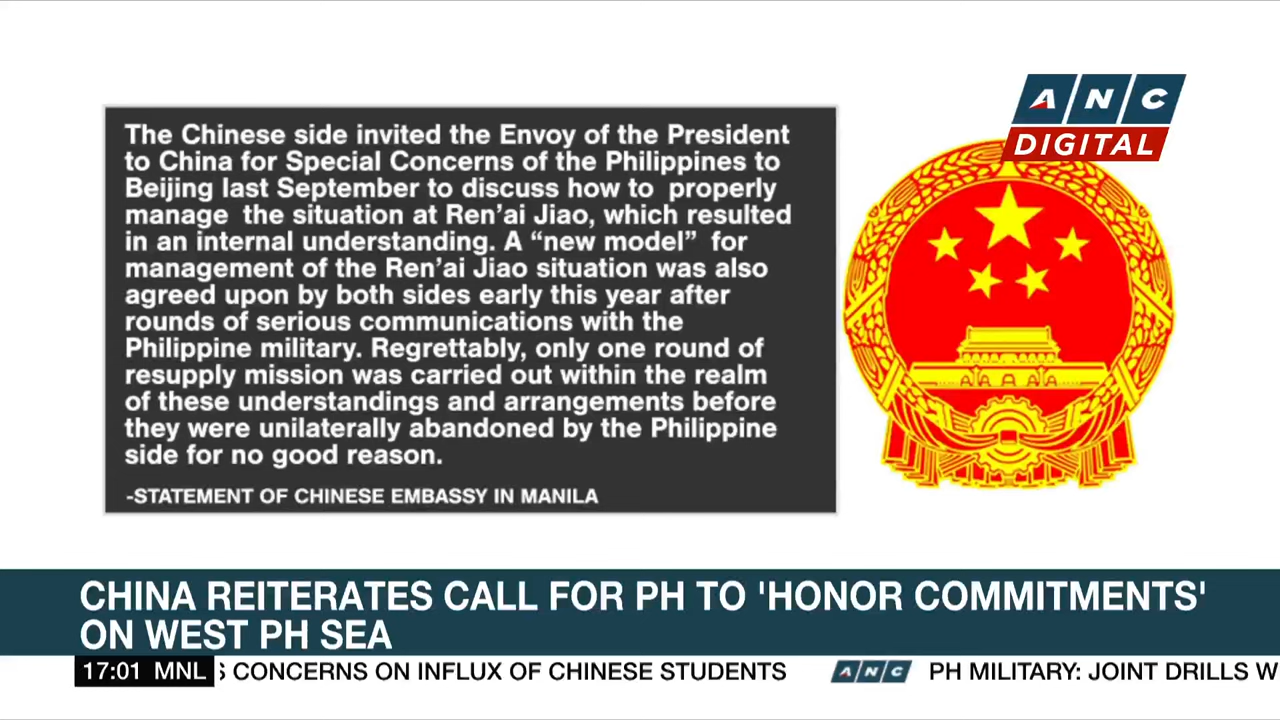 ANC
DIGITAL
The Chinese side invited the Envoy of the President
to China for Special Concerns of the Philippines to
Beijing last September to discuss how to  properly
manage  the situation at Ren'ai Jiao, which resulted
in an internal understanding. A “new model”  for
management of the Ren'ai Jiao situation was also
agreed upon by both sides early this year after
rounds of serious communications with the
Philippine military. Regrettably, only one round of
resupply mission was carried out within the realm
of these understandings and arrangements before
they were unilaterally abandoned by the Philippine
side for no good reason.
-STATEMENT OF CHINESE EMBASSY IN MANILA
CHINA REITERATES CALL FOR PH TO 'HONOR COMMITMENTS'
ON WEST PH SEA
17:01 MNL CONCERNS ON INFLUX OF CHINESE STUDENTS ANC PH MILITARY: JOINT DRILLS